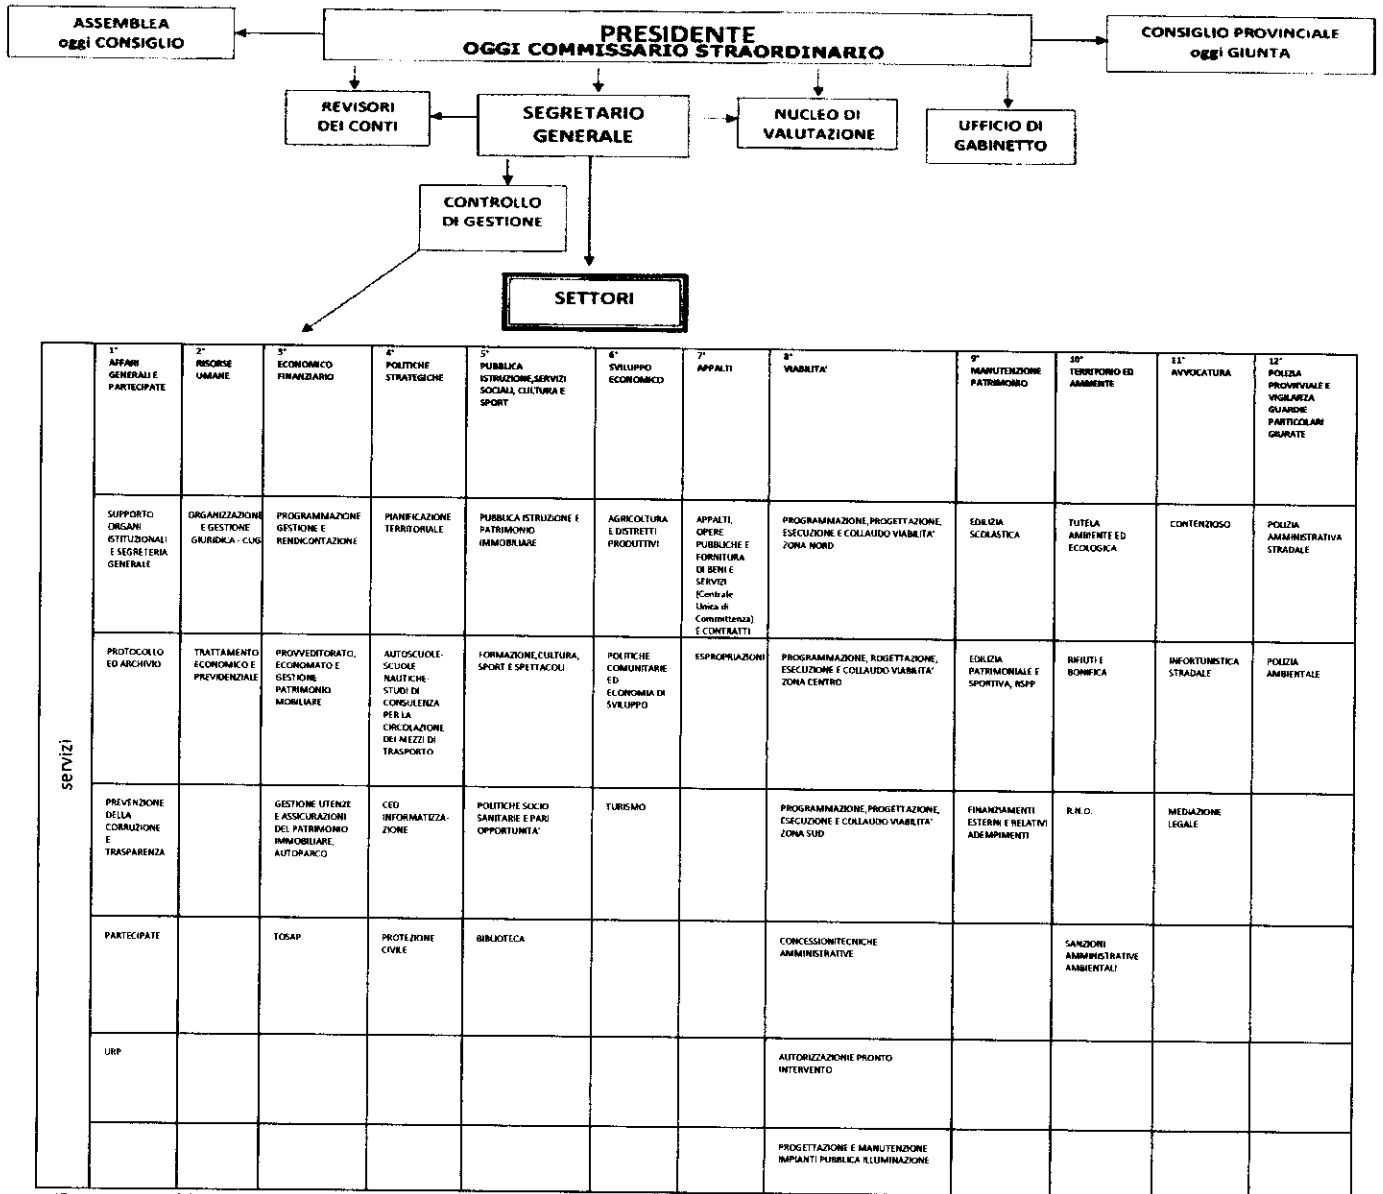 ASSEMBLEA
oggi CONSIGLIO
PRESIDENTE
OGGI COMMISSARIO STRAORDINARIO
CONSIGLIO PROVINCIALE
oggi GIUNTA
REVISORI
DEI CONTI
SEGRETARIO
GENERALE
NUCLEO DI
VALUTAZIONE
UFFICIO DI
GABINETTO
CONTROLLO
DI GESTIONE
SETTORI
servizi
1°
AFFARI
GENERALI E
PARTECIPATE
2°
RISORSE
UMANE
3°
ECONOMICO
FINANZIARIO
4°
POLITICHE
STRATEGICHE
5°
PUBBLICA
ISTRUZIONE,SERVIZI
SOCIALI, CULTURA E
SPORT
6°
SVILUPPO
ECONOMICO
7°
APPALTI
8°
VIABILITA'
9°
MANUTENZIONE
PATRIMONIO
10°
TERRITORIO ED
AMBIENTE
11°
AVVOCATURA
12°
POLIZIA
PROVINVIALE E
VIGILANZA
GUARDIE
PARTICOLARI
GIURATE
SUPPORTO
ORGANI
ISTITUZIONALI
E SEGRETERIA
GENERALE
ORGANIZZAZIONE
E GESTIONE
GIURIDICA - CUG
PROGRAMMAZIONE
GESTIONE E
RENDICONTAZIONE
PIANIFICAZIONE
TERRITORIALE
PUBBLICA ISTRUZIONE E
PATRIMONIO
IMMOBILIARE
AGRICOLTURA
E DISTRETTI
PRODUTTIVI
APPALTI,
OPERE
PUBBLICHE E
FORNITURA
DI BENI E
SERVIZI
(Centrale
Unica di
Committenza)
E CONTRATTI
PROGRAMMAZIONE,PROGETTAZIONE,
ESECUZIONE E COLLAUDO VIABILITA'
ZONA NORD
EDILIZIA
SCOLASTICA
TUTELA
AMBIENTE ED
ECOLOGICA
CONTENZIOSO
POLIZIA
AMMINISTRATIVA
STRADALE
PROTOCOLLO
ED ARCHIVIO
TRATTAMENTO
ECONOMICO E
PREVIDENZIALE
PROVVEDITORATO,
ECONOMATO E
GESTIONE
PATRIMONIO
MOBILIARE
AUTOSCUOLE-
SCUOLE
NAUTICHE-
STUDI DI
CONSULENZA
PER LA
CIRCOLAZIONE
DEI MEZZI DI
TRASPORTO
FORMAZIONE,CULTURA,
SPORT E SPETTACOLI
POLITICHE
COMUNITARIE
ED
ECONOMIA DI
SVILUPPO
ESPROPRIAZIONI
PROGRAMMAZIONE, ROGETTAZIONE,
ESECUZIONE E COLLAUDO VIABILITA'
ZONA CENTRO
EDILIZIA
PATRIMONIALE E
SPORTIVA, RSPP
RIFIUTI E
BONIFICA
INFORTUNISTICA
STRADALE
POLIZIA
AMBIENTALE
PREVENZIONE
DELLA
CORRUZIONE
E
TRASPARENZA
GESTIONE UTENZE
E ASSICURAZIONI
DEL PATRIMONIO
IMMOBILIARE,
AUTOPARCO
CED
INFORMATIZZA-
ZIONE
POLITICHE SOCIO
SANITARIE E PARI
OPPORTUNITA'
TURISMO
PROGRAMMAZIONE,PROGETTAZIONE,
ESECUZIONE E COLLAUDO VIABILITA'
ZONA SUD
FINANZIAMENTI
ESTERNI E RELATIVI
ADEMPIMENTI
R.N.O.
MEDIAZIONE
LEGALE
PARTECIPATE
TOSAP
PROTEZIONE
CIVILE
BIBLIOTECA
CONCESSIONITECNICHE
AMMINISTRATIVE
SANZIONI
AMMINISTRATIVE
AMBIENTALI
URP
AUTORIZZAZIONIE PRONTO
INTERVENTO
PROGETTAZIONE E MANUTENZIONE
IMPIANTI PUBBLICA ILLUMINAZIONE